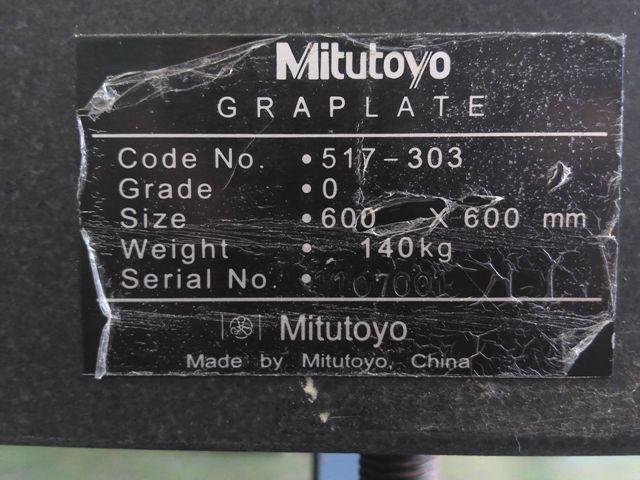 Mitutoyo
GRAPLATE
Code No. • 517-303
Grade • 0
Size • 600 X 600 mm
Weight • 140kg
Serial No. •
Mitutoyo
Made by Mitutoyo, China